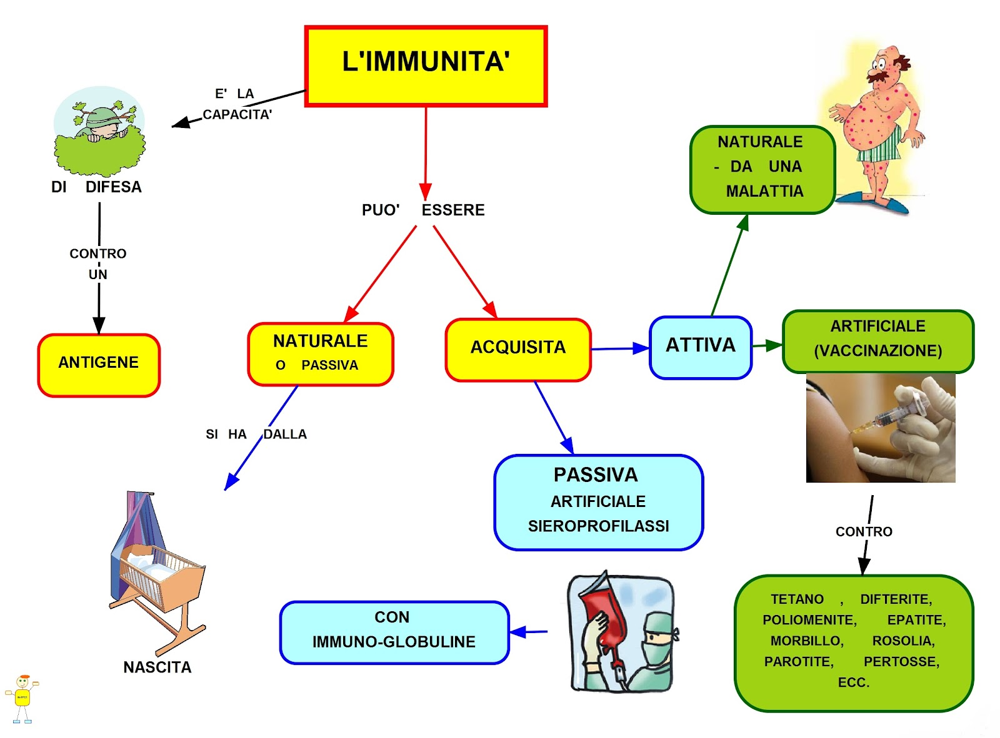 L'IMMUNITA'
E' LA
CAPACITA'
DI DIFESA
CONTRO
UN
ANTIGENE
PUO' ESSERE
NATURALE
O PASSIVA
SI HA DALLA
NASCITA
ACQUISITA
ATTIVA
NATURALE
- DA UNA
MALATTIA
ARTIFICIALE
(VACCINAZIONE)
CONTRO
TETANO , DIFTERITE,
POLIOMENITE, EPATITE,
MORBILLO, ROSOLIA,
PAROTITE, PERTOSSE,
ECC.
PASSIVA
ARTIFICIALE
SIEROPROFILASSI
CON
IMMUNO-GLOBULINE